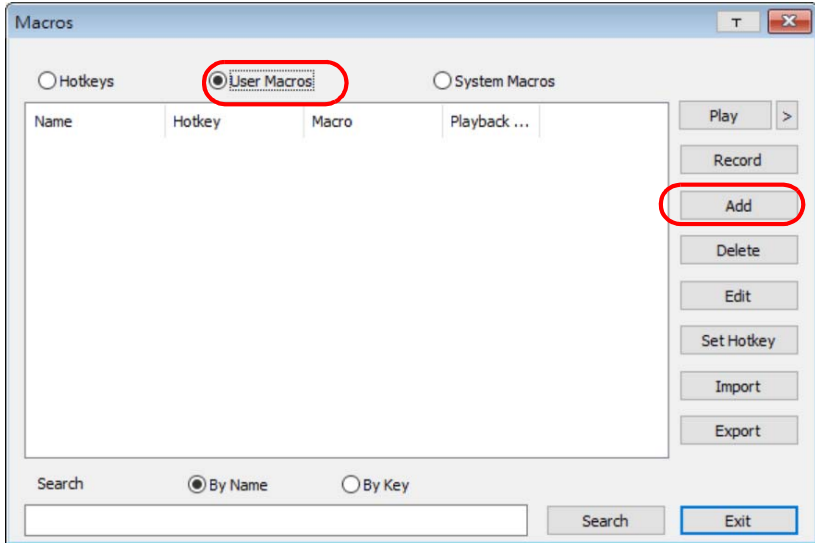 Macros
T
Hotkeys User Macros System Macros
Name Hotkey Macro Playback ...
Play >
Record
Add
Delete
Edit
Set Hotkey
Import
Export
Search By Name By Key
Search Exit